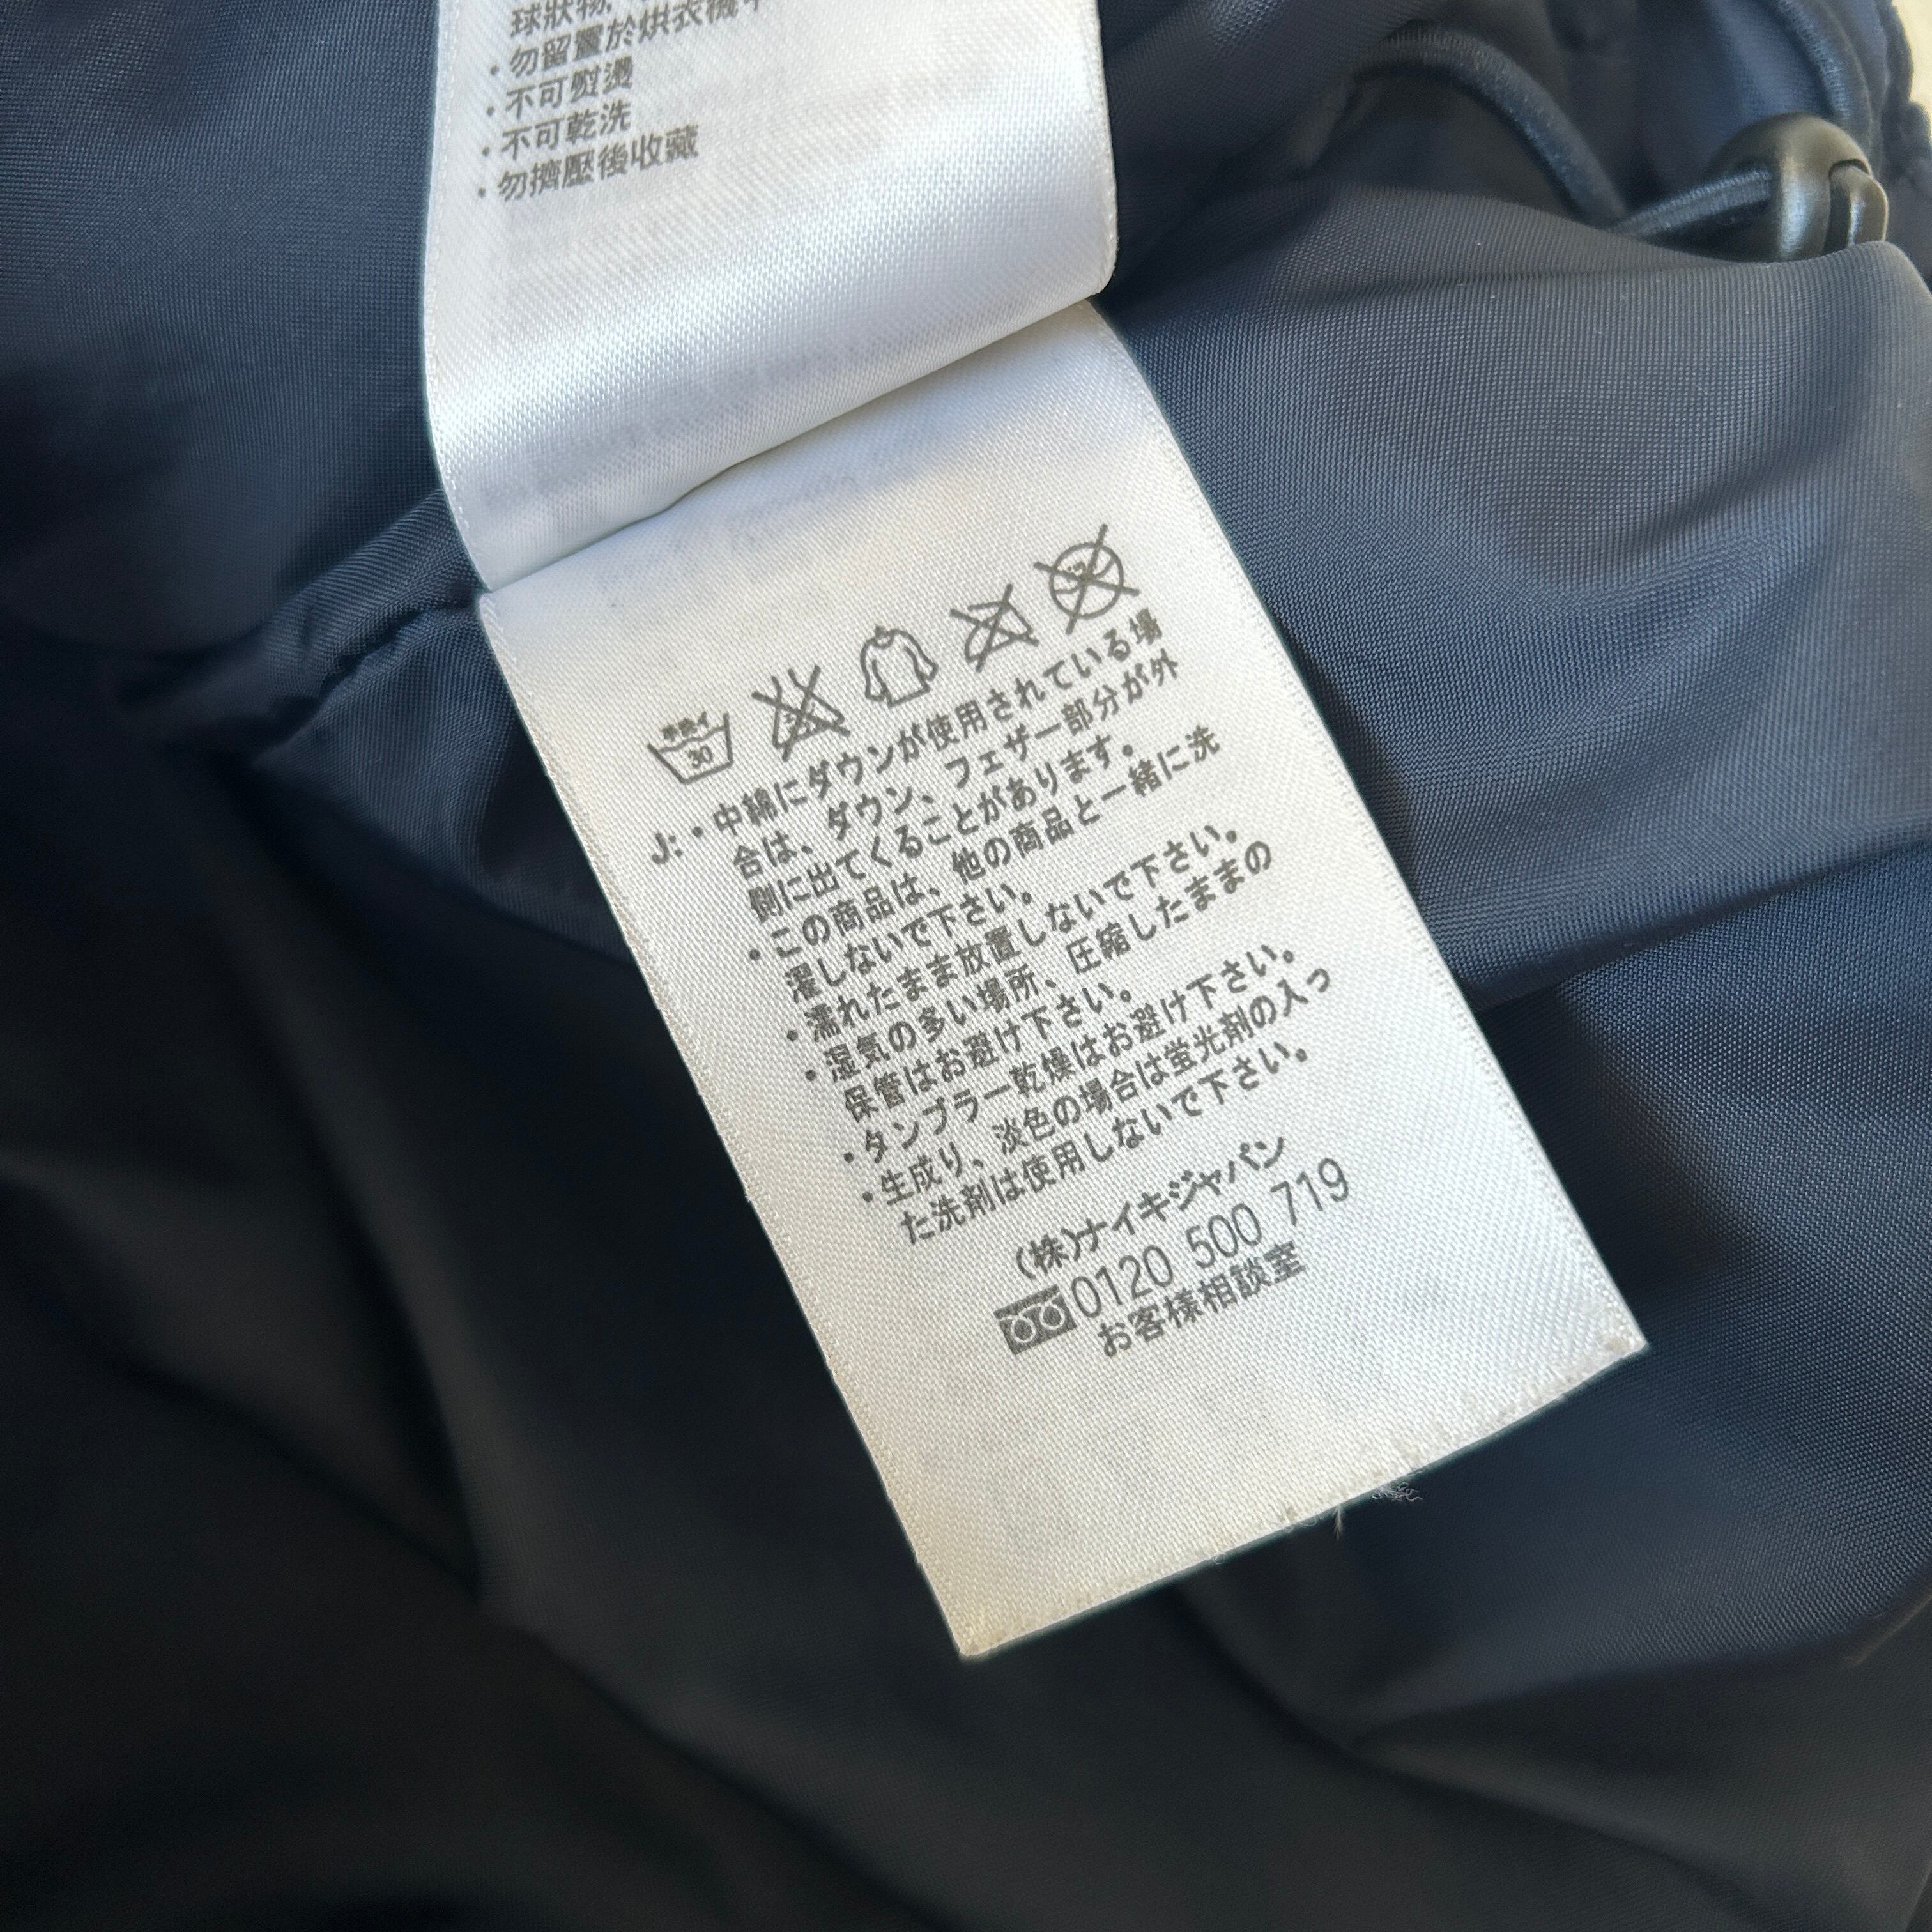 球狀物
・勿留置於烘衣機中
・不可熨燙
・不可乾洗
・勿擠壓後收藏
手洗イ
30
J:・中綿にダウンが使用されている場
合は、ダウン、フェザー部分が外
側に出てくることがあります。
・この商品は、他の商品と一緒に洗
濯しないで下さい。
・濡れたまま放置しないで下さい。
・湿気の多い場所、圧縮したままの
保管はお避け下さい。
・タンブラー乾燥はお避け下さい。
・生成り、淡色の場合は蛍光剤の入っ
た洗剤は使用しないで下さい。
(株)ナイキジャパン
0120 500 719
お客様相談室